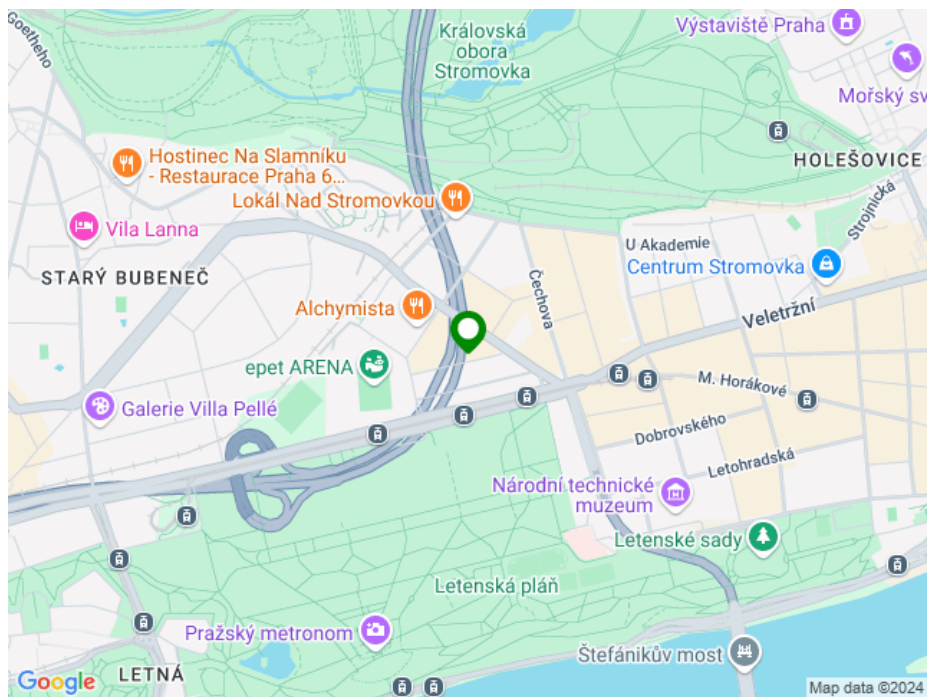 Goetheho
Královská
obora
Stromovka
Výstaviště Praha
Mořský sv
HOLEŠOVICE
Hostinec Na Slamníku
- Restaurace Praha 6...
Lokál Nad Stromovkou
Vila Lanna
Strojnická
U Akademie
Centrum Stromovka
STARÝ BUBENEČ
Čechova
Alchymista
Veletržní
epet ARENA
M. Horákové
Galerie Villa Pellé
Dobrovského
Letohradská
Národní technické
muzeum
Letenské sady
Letenská pláň
Pražský metronom
Štefánikův most
LETNÁ
Google
Map data ©2024